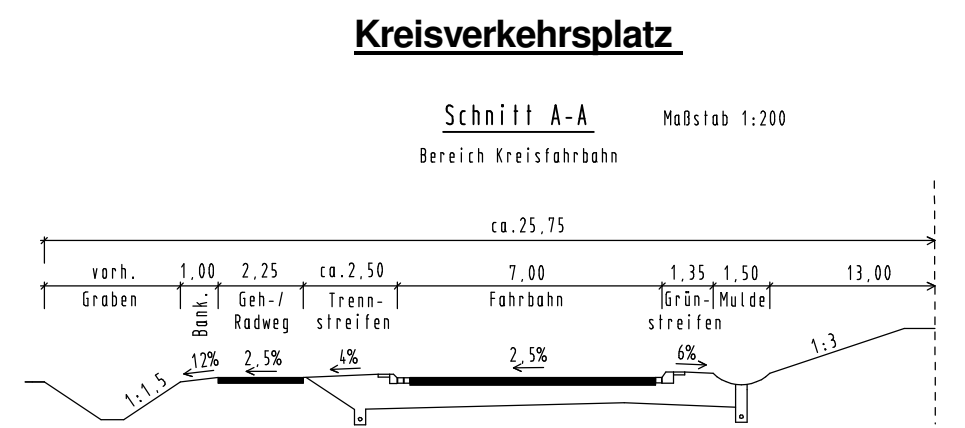 Kreisverkehrsplatz
Schnitt A-A
Maßstab 1:200
Bereich Kreisfahrbahn
ca.25,75
vorh. 1,00 2,25 ca.2,50 7,00 1,35 1,50 13,00
Graben Bank. Geh-/ Trenn- Fahrbahn Grün- Mulde
Radweg streifen streifen
12% 2,5% 4% 2,5% 6% 1:3
1:1,5